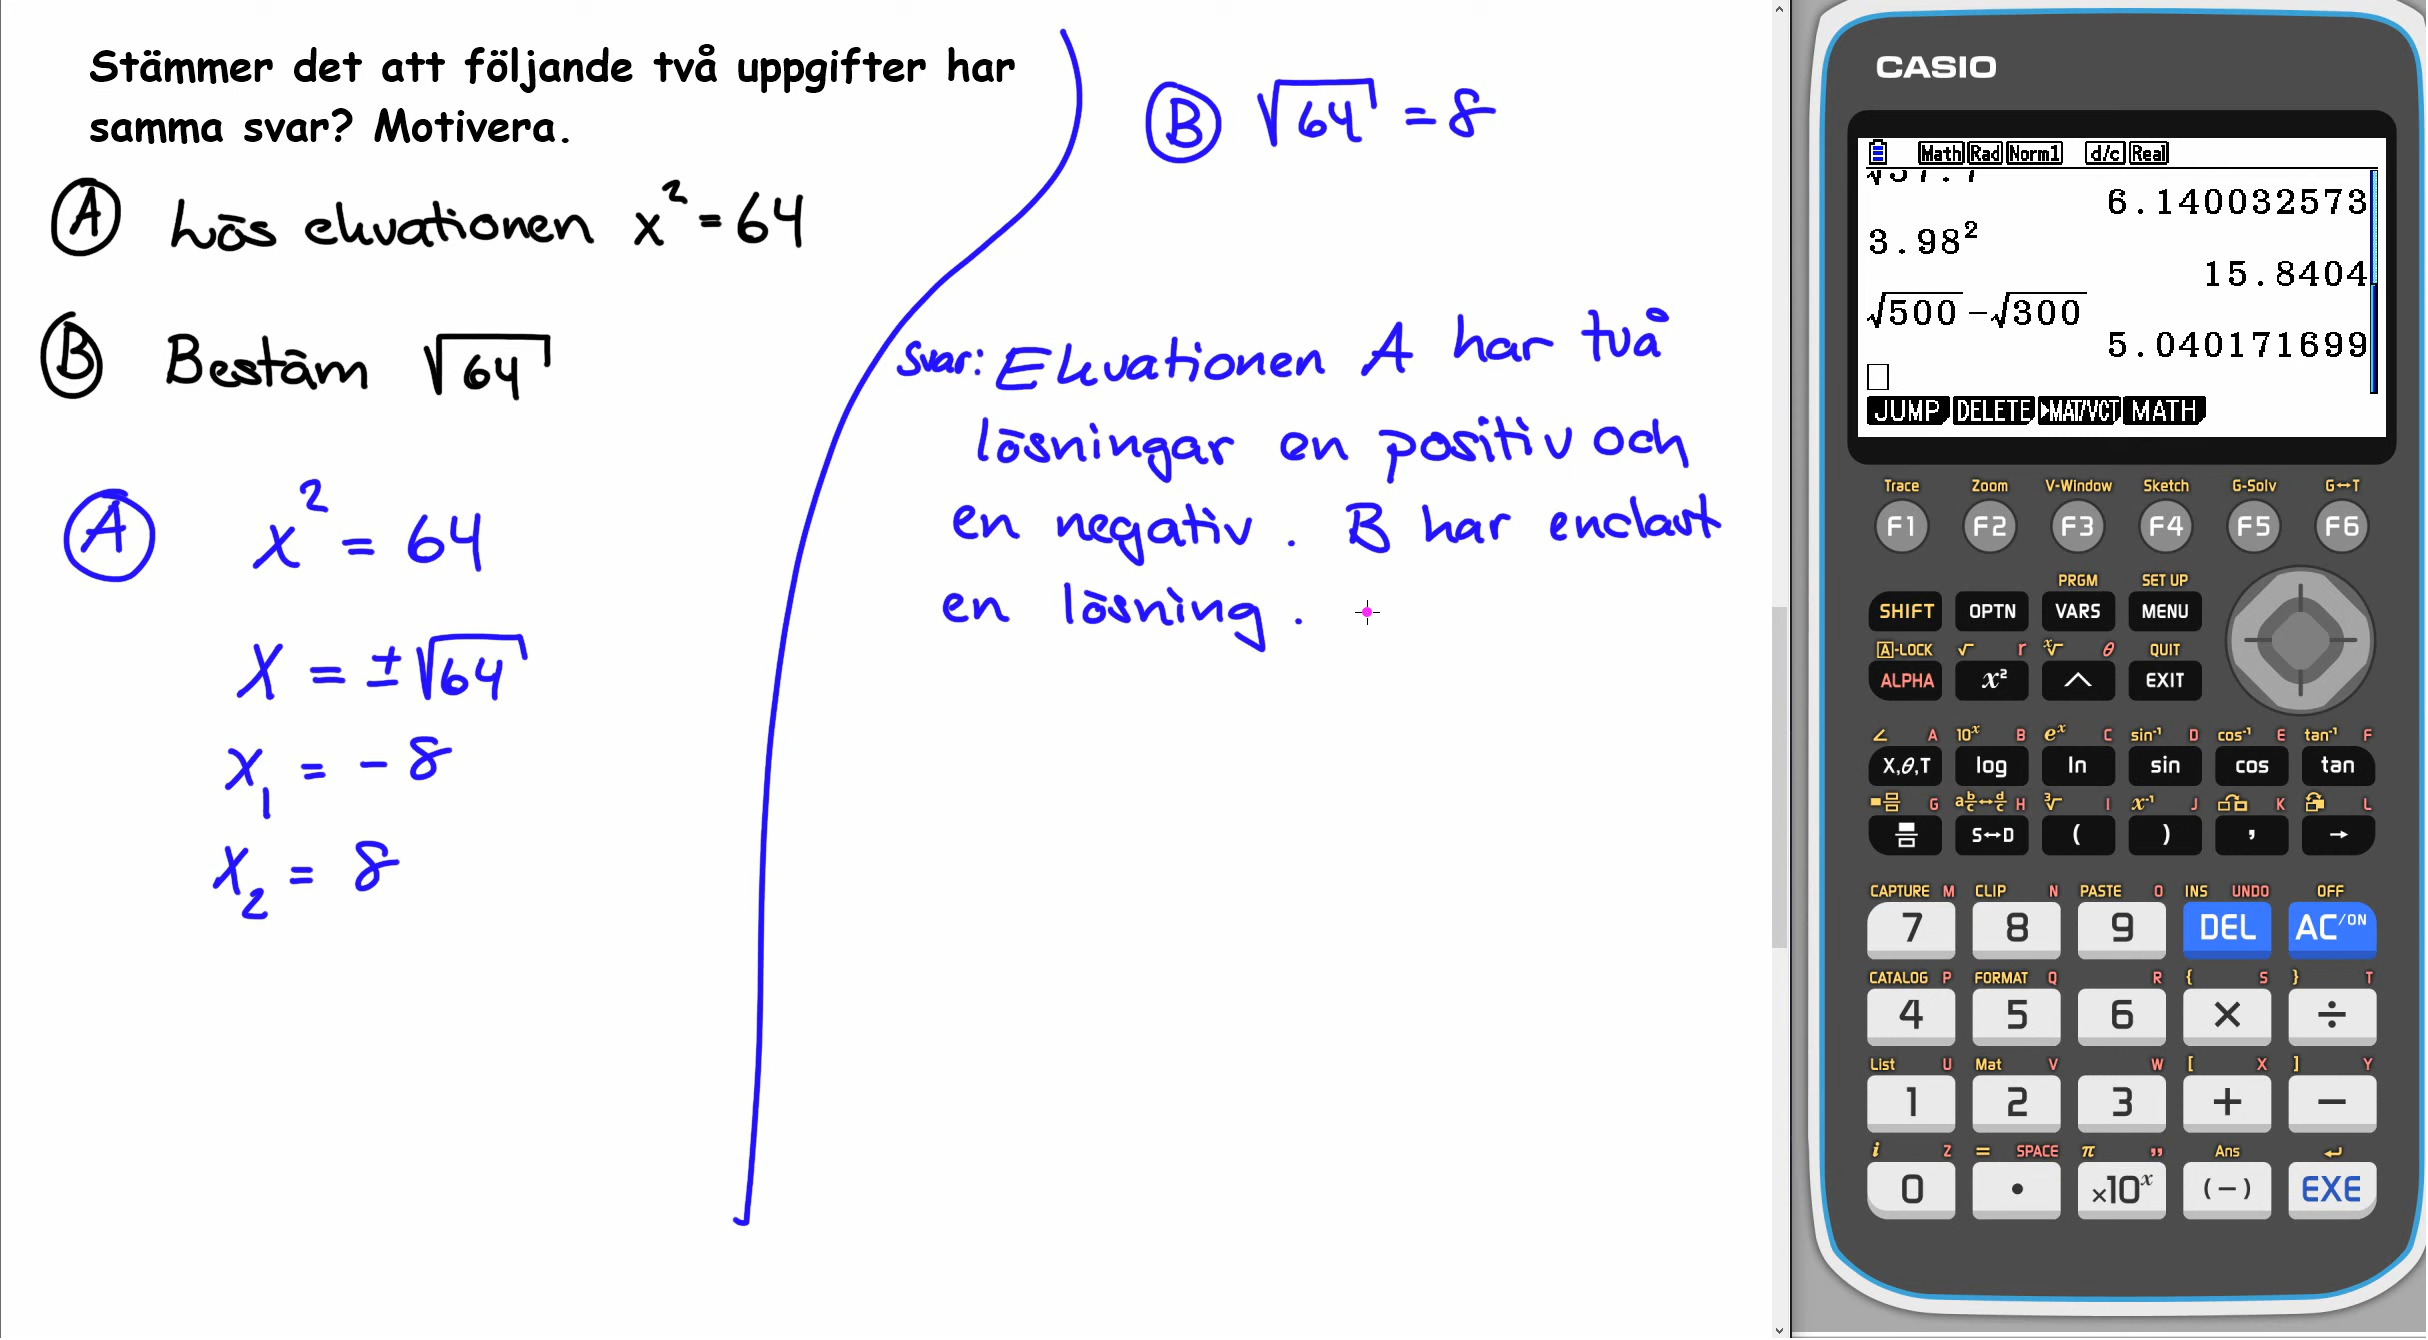 Stämmer det att följande två uppgifter har
samma svar? Motivera.
A Lös ekvationen x² = 64
B Bestäm √64
A x² = 64
x = ±√64
x₁ = -8
x₂ = 8
B √64 = 8
svar: Ekvationen A har två
lösningar en positiv och
en negativ. B har endast
en lösning.
CASIO
Math Rad Norm1 d/c Real
6.140032573
3.98²
15.8404
√500-√300
5.040171699
JUMP DELETE ▶MAT/VCT MATH
Trace Zoom V-Window Sketch G-Solv G↔T
F1 F2 F3 F4 F5 F6
PRGM SET UP
SHIFT OPTN VARS MENU
A-LOCK √ r ˣ√ θ QUIT
ALPHA x² ^ EXIT
∠ A 10ˣ B eˣ C sin⁻¹ D cos⁻¹ E tan⁻¹ F
X,θ,T log ln sin cos tan
G a b/c↔d/c H ³√ I x⁻¹ J K L
S↔D ( ) , →
CAPTURE M CLIP N PASTE O INS UNDO OFF
7 8 9 DEL AC/ON
CATALOG P FORMAT Q R { S } T
4 5 6 × ÷
List U Mat V W [ X ] Y
1 2 3 + −
i Z = SPACE π " Ans ↵
0 • ×10ˣ (−) EXE